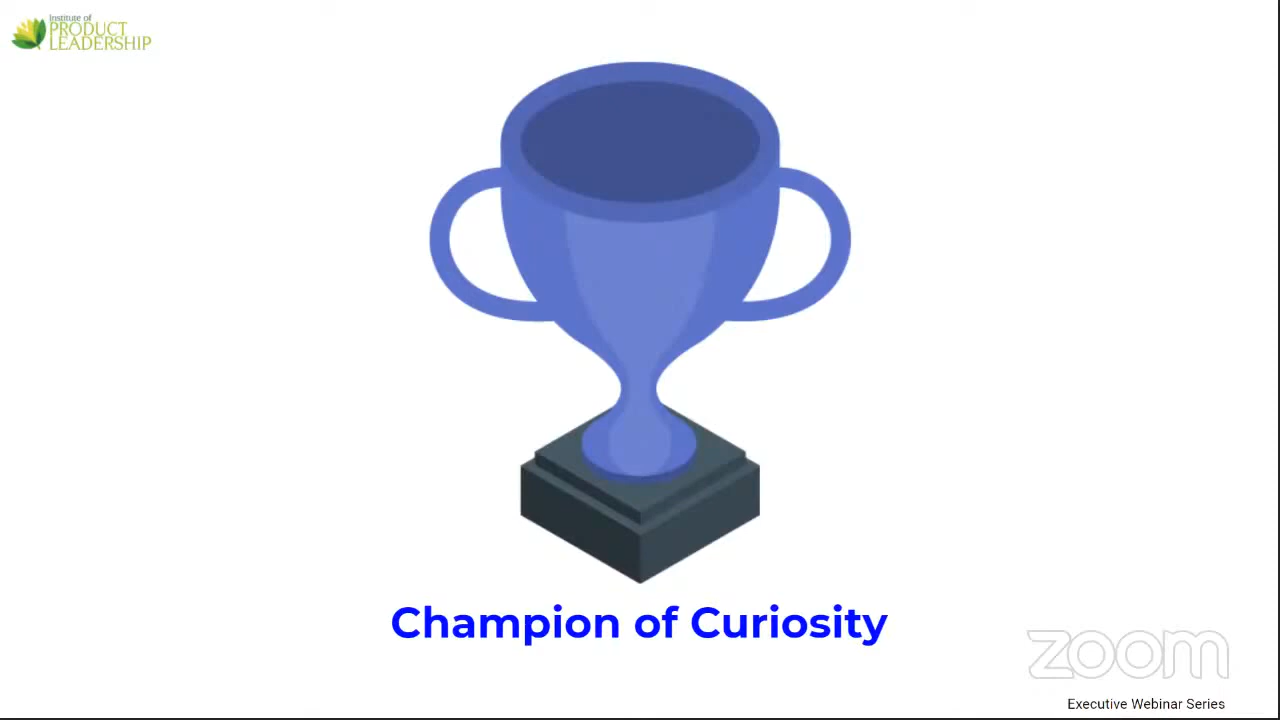 Institute of
PRODUCT
LEADERSHIP
Champion of Curiosity
zoom
Executive Webinar Series